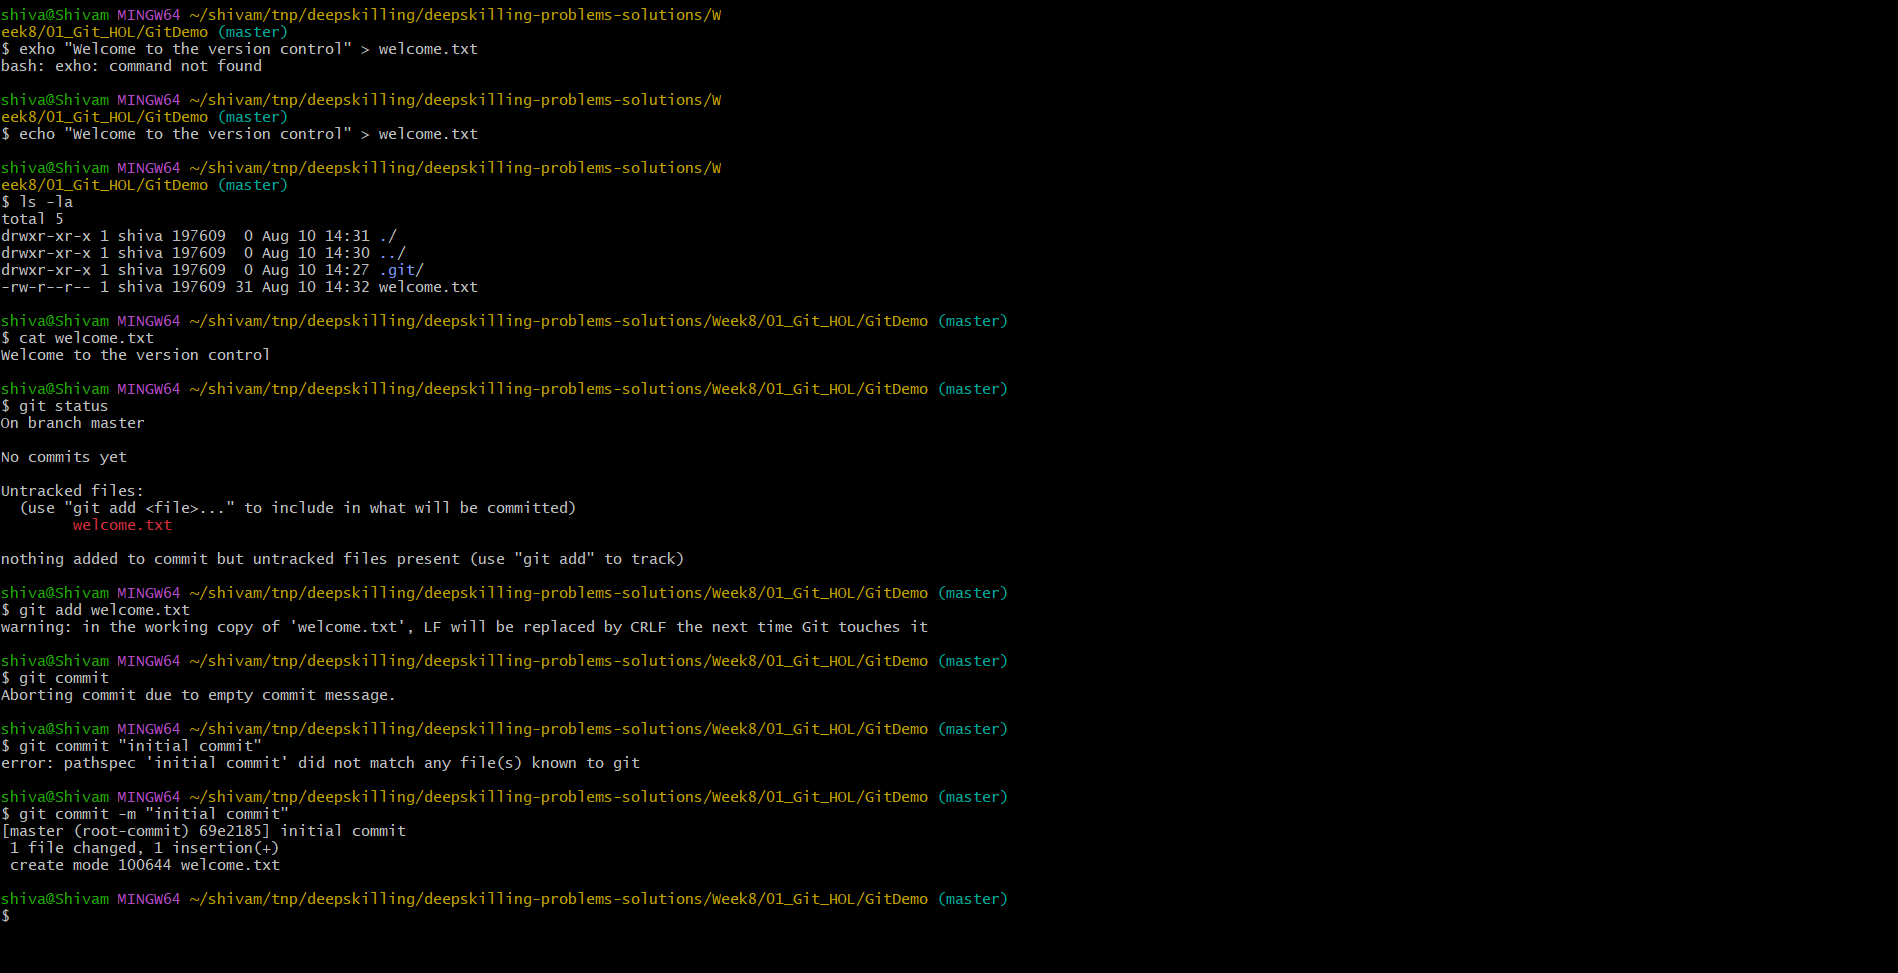 shiva@Shivam MINGW64 ~/shivam/tnp/deepskilling/deepskilling-problems-solutions/W
eek8/01_Git_HOL/GitDemo (master)
$ exho "Welcome to the version control" > welcome.txt
bash: exho: command not found

shiva@Shivam MINGW64 ~/shivam/tnp/deepskilling/deepskilling-problems-solutions/W
eek8/01_Git_HOL/GitDemo (master)
$ echo "Welcome to the version control" > welcome.txt

shiva@Shivam MINGW64 ~/shivam/tnp/deepskilling/deepskilling-problems-solutions/W
eek8/01_Git_HOL/GitDemo (master)
$ ls -la
total 5
drwxr-xr-x 1 shiva 197609  0 Aug 10 14:31 ./
drwxr-xr-x 1 shiva 197609  0 Aug 10 14:30 ../
drwxr-xr-x 1 shiva 197609  0 Aug 10 14:27 .git/
-rw-r--r-- 1 shiva 197609 31 Aug 10 14:32 welcome.txt

shiva@Shivam MINGW64 ~/shivam/tnp/deepskilling/deepskilling-problems-solutions/Week8/01_Git_HOL/GitDemo (master)
$ cat welcome.txt
Welcome to the version control

shiva@Shivam MINGW64 ~/shivam/tnp/deepskilling/deepskilling-problems-solutions/Week8/01_Git_HOL/GitDemo (master)
$ git status
On branch master

No commits yet

Untracked files:
  (use "git add <file>..." to include in what will be committed)
        welcome.txt

nothing added to commit but untracked files present (use "git add" to track)

shiva@Shivam MINGW64 ~/shivam/tnp/deepskilling/deepskilling-problems-solutions/Week8/01_Git_HOL/GitDemo (master)
$ git add welcome.txt
warning: in the working copy of 'welcome.txt', LF will be replaced by CRLF the next time Git touches it

shiva@Shivam MINGW64 ~/shivam/tnp/deepskilling/deepskilling-problems-solutions/Week8/01_Git_HOL/GitDemo (master)
$ git commit
Aborting commit due to empty commit message.

shiva@Shivam MINGW64 ~/shivam/tnp/deepskilling/deepskilling-problems-solutions/Week8/01_Git_HOL/GitDemo (master)
$ git commit "initial commit"
error: pathspec 'initial commit' did not match any file(s) known to git

shiva@Shivam MINGW64 ~/shivam/tnp/deepskilling/deepskilling-problems-solutions/Week8/01_Git_HOL/GitDemo (master)
$ git commit -m "initial commit"
[master (root-commit) 69e2185] initial commit
 1 file changed, 1 insertion(+)
 create mode 100644 welcome.txt

shiva@Shivam MINGW64 ~/shivam/tnp/deepskilling/deepskilling-problems-solutions/Week8/01_Git_HOL/GitDemo (master)
$